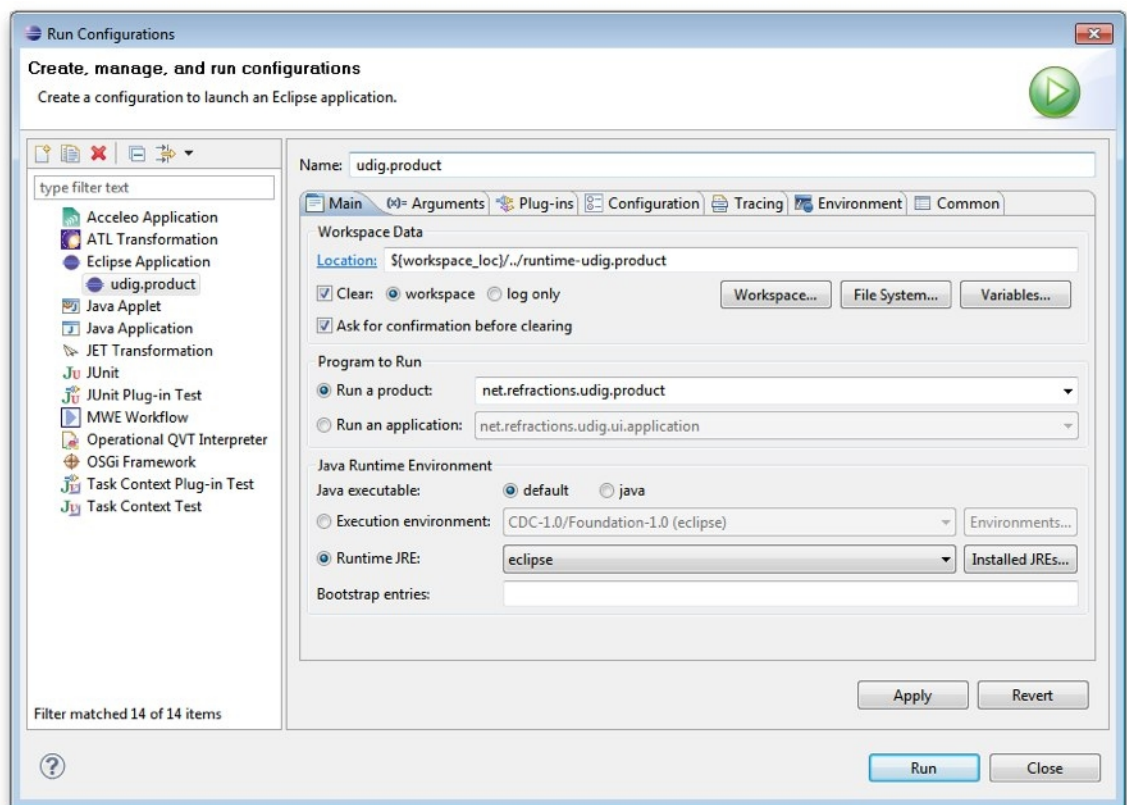 Run Configurations
Create, manage, and run configurations
Create a configuration to launch an Eclipse application.
type filter text
Acceleo Application
ATL Transformation
Eclipse Application
udig.product
Java Applet
Java Application
JET Transformation
Ju JUnit
JUnit Plug-in Test
MWE Workflow
Operational QVT Interpreter
OSGi Framework
Task Context Plug-in Test
Task Context Test
Filter matched 14 of 14 items
Name: udig.product
Main (x)= Arguments Plug-ins Configuration Tracing Environment Common
Workspace Data
Location: ${workspace_loc}/../runtime-udig.product
Clear: workspace log only Workspace... File System... Variables...
Ask for confirmation before clearing
Program to Run
Run a product: net.refractions.udig.product
Run an application: net.refractions.udig.ui.application
Java Runtime Environment
Java executable: default java
Execution environment: CDC-1.0/Foundation-1.0 (eclipse) Environments...
Runtime JRE: eclipse Installed JREs...
Bootstrap entries:
Apply Revert
? Run Close